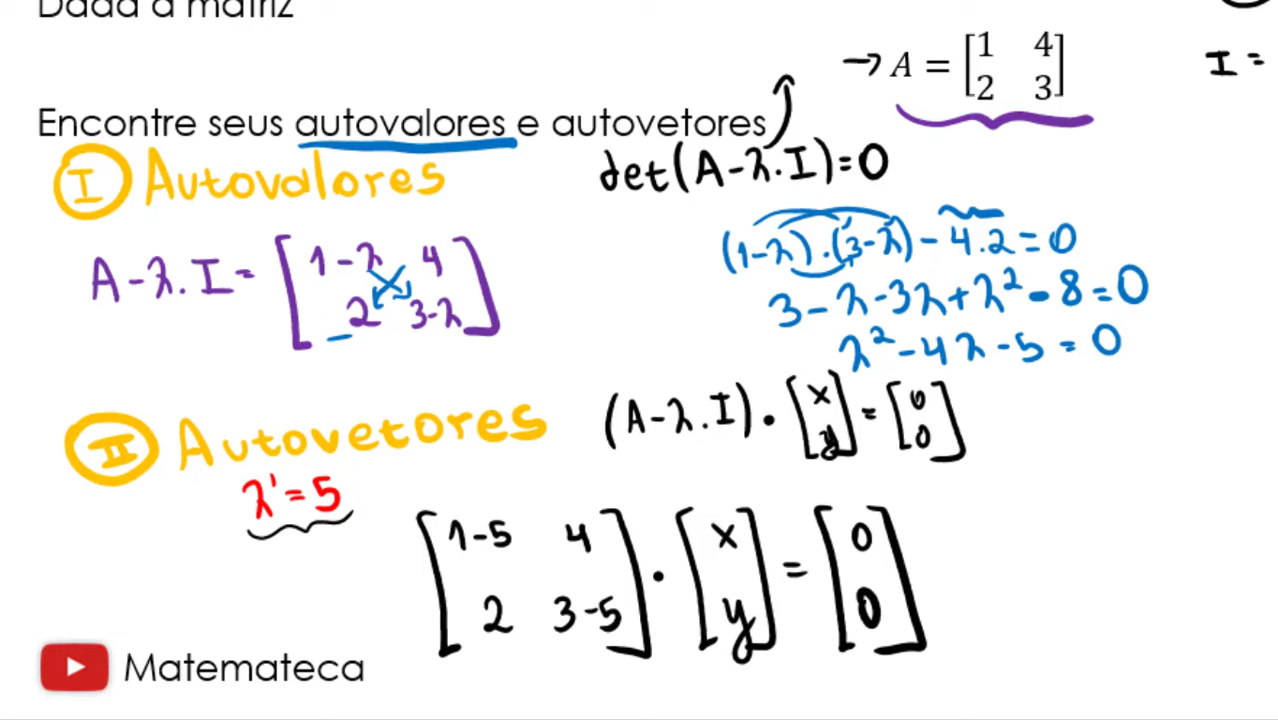 Dada a matriz
→ A = [1 4
2 3]
I =
Encontre seus autovalores e autovetores
I Autovalores
det(A-λ.I)=0
A-λ.I= [1-λ 4
2 3-λ]
(1-λ).(3-λ)-4.2=0
3-λ-3λ+λ²-8=0
λ²-4λ-5=0
II Autovetores
(A-λ.I)·[x y]=[0 0]
λ'=5
[1-5 4
2 3-5] · [x y] = [0 0]
Matemateca